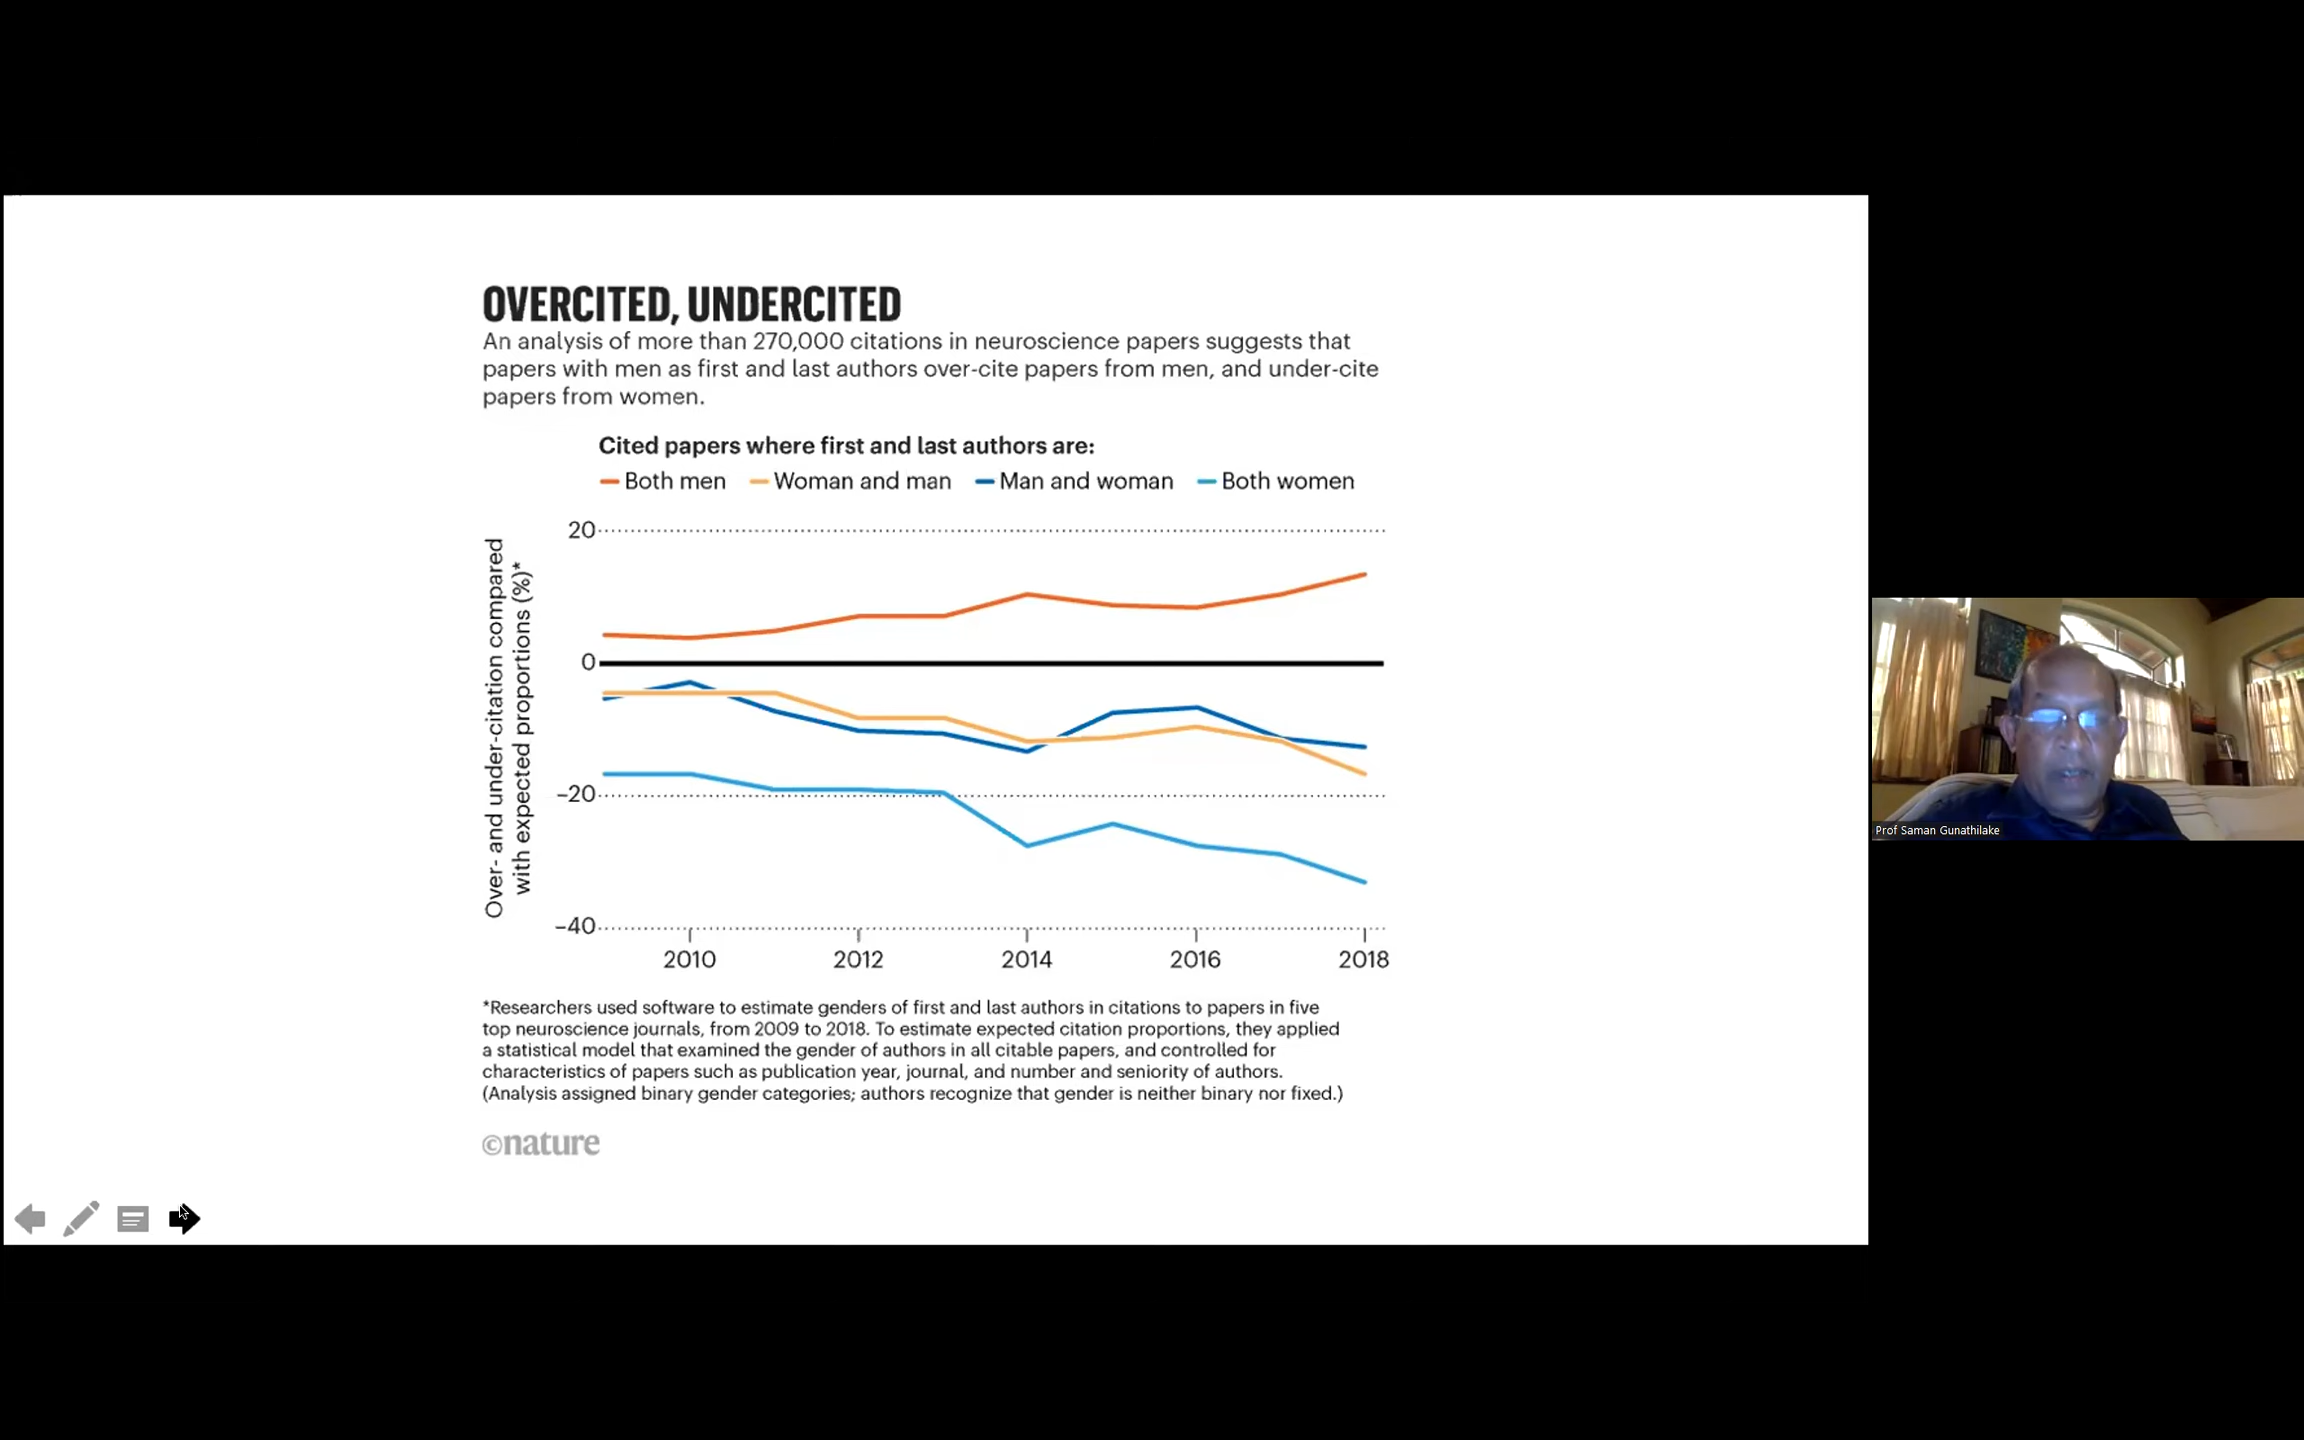 OVERCITED, UNDERCITED
An analysis of more than 270,000 citations in neuroscience papers suggests that
papers with men as first and last authors over-cite papers from men, and under-cite
papers from women.
Cited papers where first and last authors are:
Both men Woman and man Man and woman Both women
Over- and under-citation compared
with expected proportions (%)*
20
0
−20
−40
2010 2012 2014 2016 2018
*Researchers used software to estimate genders of first and last authors in citations to papers in five
top neuroscience journals, from 2009 to 2018. To estimate expected citation proportions, they applied
a statistical model that examined the gender of authors in all citable papers, and controlled for
characteristics of papers such as publication year, journal, and number and seniority of authors.
(Analysis assigned binary gender categories; authors recognize that gender is neither binary nor fixed.)
©nature
Prof Saman Gunathilake